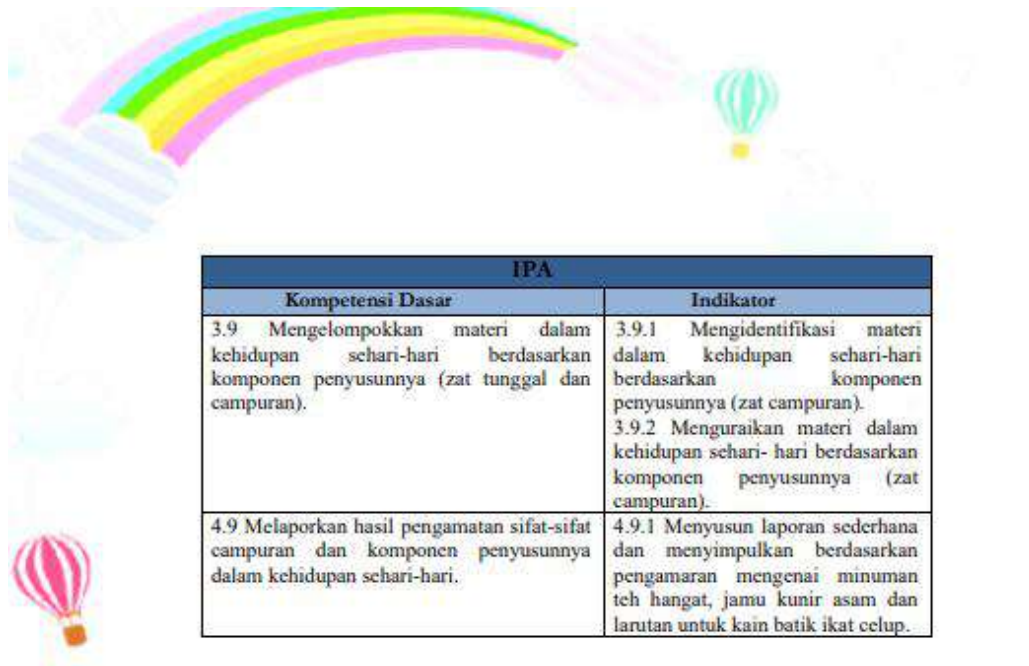 IPA
Kompetensi Dasar
Indikator
3.9 Mengelompokkan materi dalam
kehidupan sehari-hari berdasarkan
komponen penyusunnya (zat tunggal dan
campuran).
3.9.1 Mengidentifikasi materi
dalam kehidupan sehari-hari
berdasarkan komponen
penyusunnya (zat campuran).
3.9.2 Menguraikan materi dalam
kehidupan sehari- hari berdasarkan
komponen penyusunnya (zat
campuran).
4.9 Melaporkan hasil pengamatan sifat-sifat
campuran dan komponen penyusunnya
dalam kehidupan sehari-hari.
4.9.1 Menyusun laporan sederhana
dan menyimpulkan berdasarkan
pengamaran mengenai minuman
teh hangat, jamu kunir asam dan
larutan untuk kain batik ikat celup.